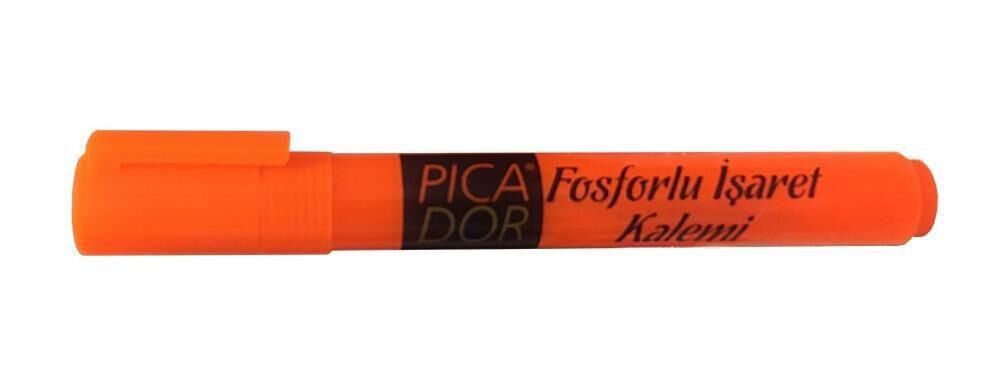 PICA
DOR
Fosforlu İşaret
Kalemi